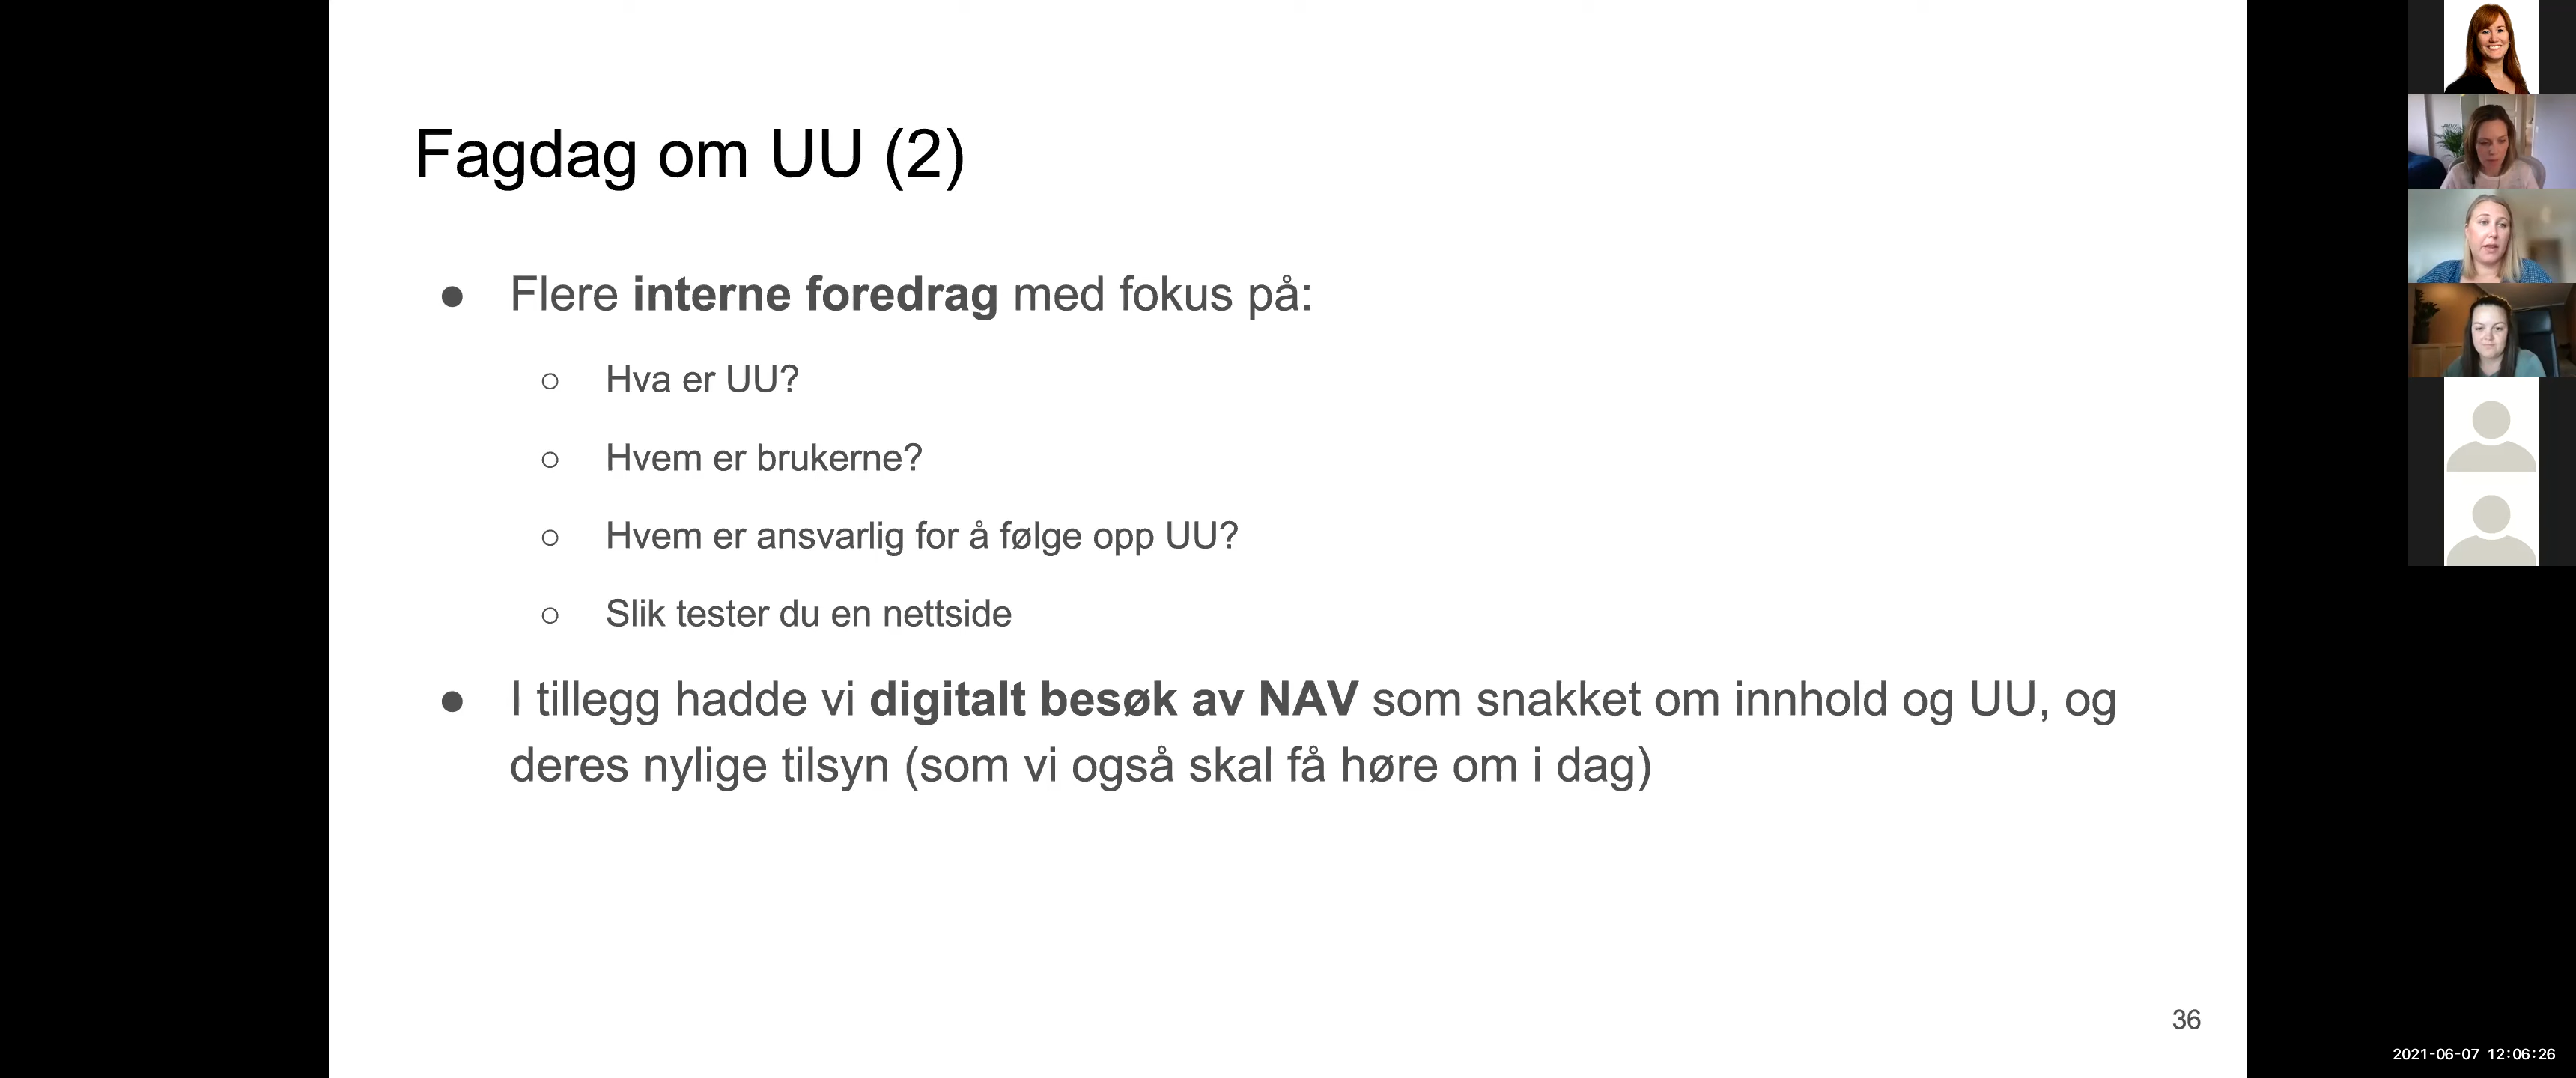 Fagdag om UU (2)
● Flere interne foredrag med fokus på:
○ Hva er UU?
○ Hvem er brukerne?
○ Hvem er ansvarlig for å følge opp UU?
○ Slik tester du en nettside
● I tillegg hadde vi digitalt besøk av NAV som snakket om innhold og UU, og
deres nylige tilsyn (som vi også skal få høre om i dag)
36
2021-06-07 12:06:26